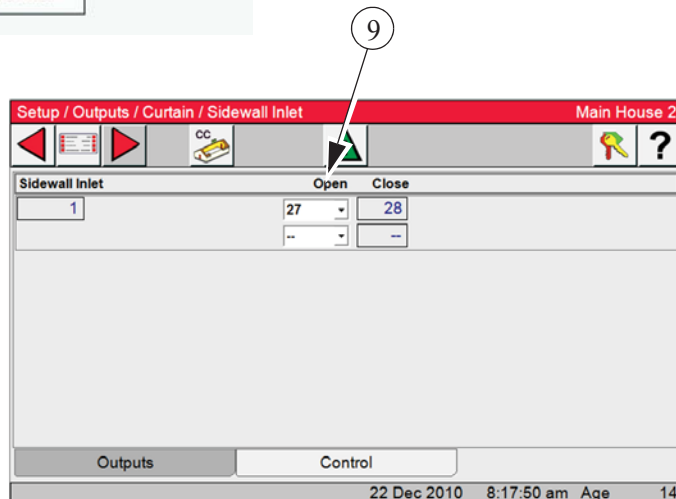 9
Setup / Outputs / Curtain / Sidewall Inlet Main House 2
CC ?
Sidewall Inlet Open Close
1 27 28
-- --
Outputs Control
22 Dec 2010 8:17:50 am Age 14